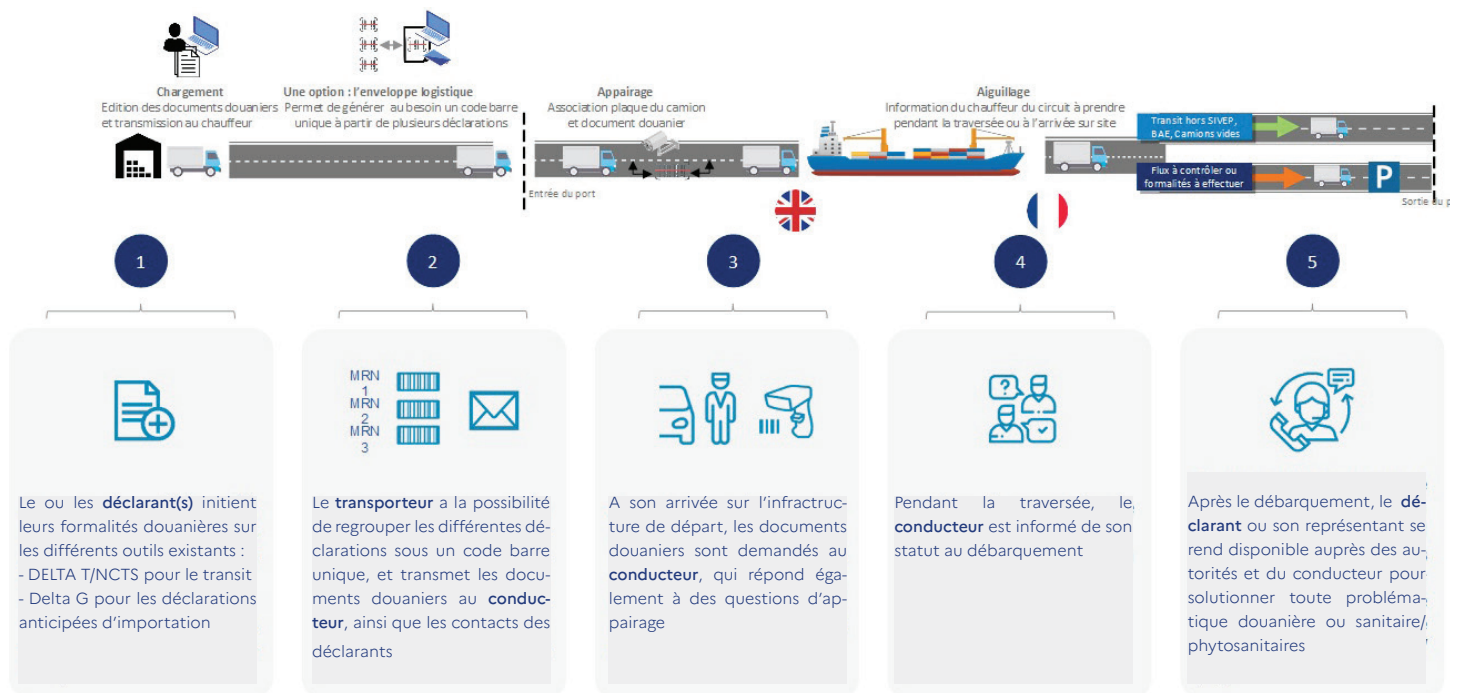 Chargement
Edition des documents douaniers
et transmission au chauffeur
Une option : l'enveloppe logistique
Permet de générer au besoin un code barre
unique à partir de plusieurs déclarations
Appairage
Association plaque du camion
et document douanier
Aiguillage
Information du chauffeur du circuit à prendre
pendant la traversée ou à l'arrivée sur site
Transit hors SIVEP,
BAE, Camions vides
Flux à contrôler ou
formalités à effectuer
P
Entrée du port
Sortie du p
1
2
3
4
5
MRN
1
MRN
2
MRN
3
Le ou les déclarant(s) initient
leurs formalités douanières sur
les différents outils existants :
- DELTA T/NCTS pour le transit
- Delta G pour les déclarations
anticipées d'importation
Le transporteur a la possibilité
de regrouper les différentes dé-
clarations sous un code barre
unique, et transmet les docu-
ments douaniers au conduc-
teur, ainsi que les contacts des
déclarants
A son arrivée sur l'infractruc-
ture de départ, les documents
douaniers sont demandés au
conducteur, qui répond éga-
lement à des questions d'ap-
pairage
Pendant la traversée, le
conducteur est informé de son
statut au débarquement
Après le débarquement, le dé-
clarant ou son représentant se
rend disponible auprès des au-
torités et du conducteur pour
solutionner toute probléma-
tique douanière ou sanitaire/
phytosanitaires